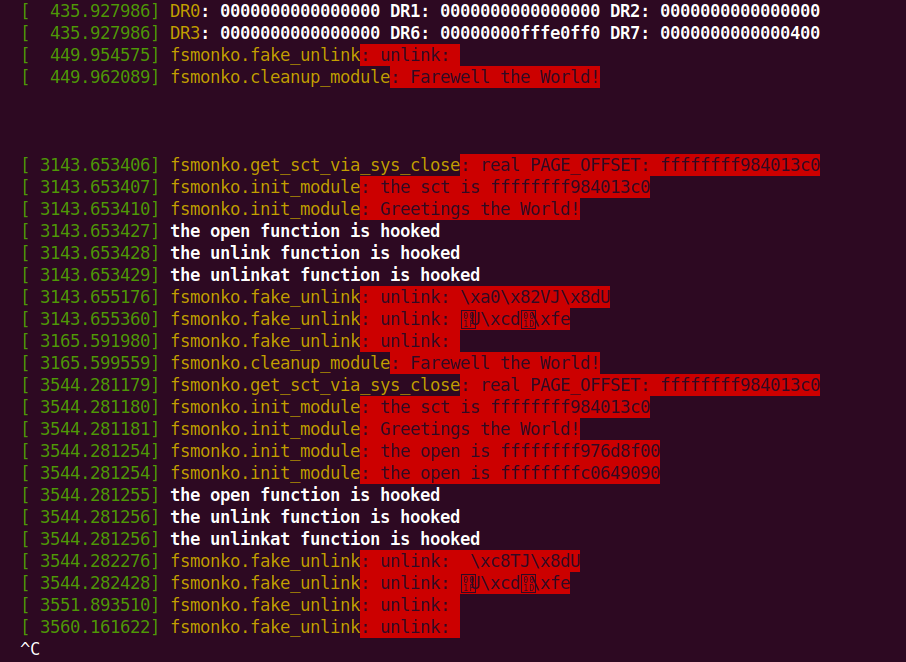 [  435.927986] DR0: 0000000000000000 DR1: 0000000000000000 DR2: 0000000000000000
[  435.927986] DR3: 0000000000000000 DR6: 00000000fffe0ff0 DR7: 0000000000000400
[  449.954575] fsmonko.fake_unlink: unlink:
[  449.962089] fsmonko.cleanup_module: Farewell the World!
[ 3143.653406] fsmonko.get_sct_via_sys_close: real PAGE_OFFSET: ffffffff984013c0
[ 3143.653407] fsmonko.init_module: the sct is ffffffff984013c0
[ 3143.653410] fsmonko.init_module: Greetings the World!
[ 3143.653427] the open function is hooked
[ 3143.653428] the unlink function is hooked
[ 3143.653429] the unlinkat function is hooked
[ 3143.655176] fsmonko.fake_unlink: unlink: \xa0\x82VJ\x8dU
[ 3143.655360] fsmonko.fake_unlink: unlink: U\xcd\xfe
[ 3165.591980] fsmonko.fake_unlink: unlink:
[ 3165.599559] fsmonko.cleanup_module: Farewell the World!
[ 3544.281179] fsmonko.get_sct_via_sys_close: real PAGE_OFFSET: ffffffff984013c0
[ 3544.281180] fsmonko.init_module: the sct is ffffffff984013c0
[ 3544.281181] fsmonko.init_module: Greetings the World!
[ 3544.281254] fsmonko.init_module: the open is ffffffff976d8f00
[ 3544.281254] fsmonko.init_module: the open is ffffffffc0649090
[ 3544.281255] the open function is hooked
[ 3544.281256] the unlink function is hooked
[ 3544.281256] the unlinkat function is hooked
[ 3544.282276] fsmonko.fake_unlink: unlink:  \xc8TJ\x8dU
[ 3544.282428] fsmonko.fake_unlink: unlink: U\xcd\xfe
[ 3551.893510] fsmonko.fake_unlink: unlink:
[ 3560.161622] fsmonko.fake_unlink: unlink:
^C